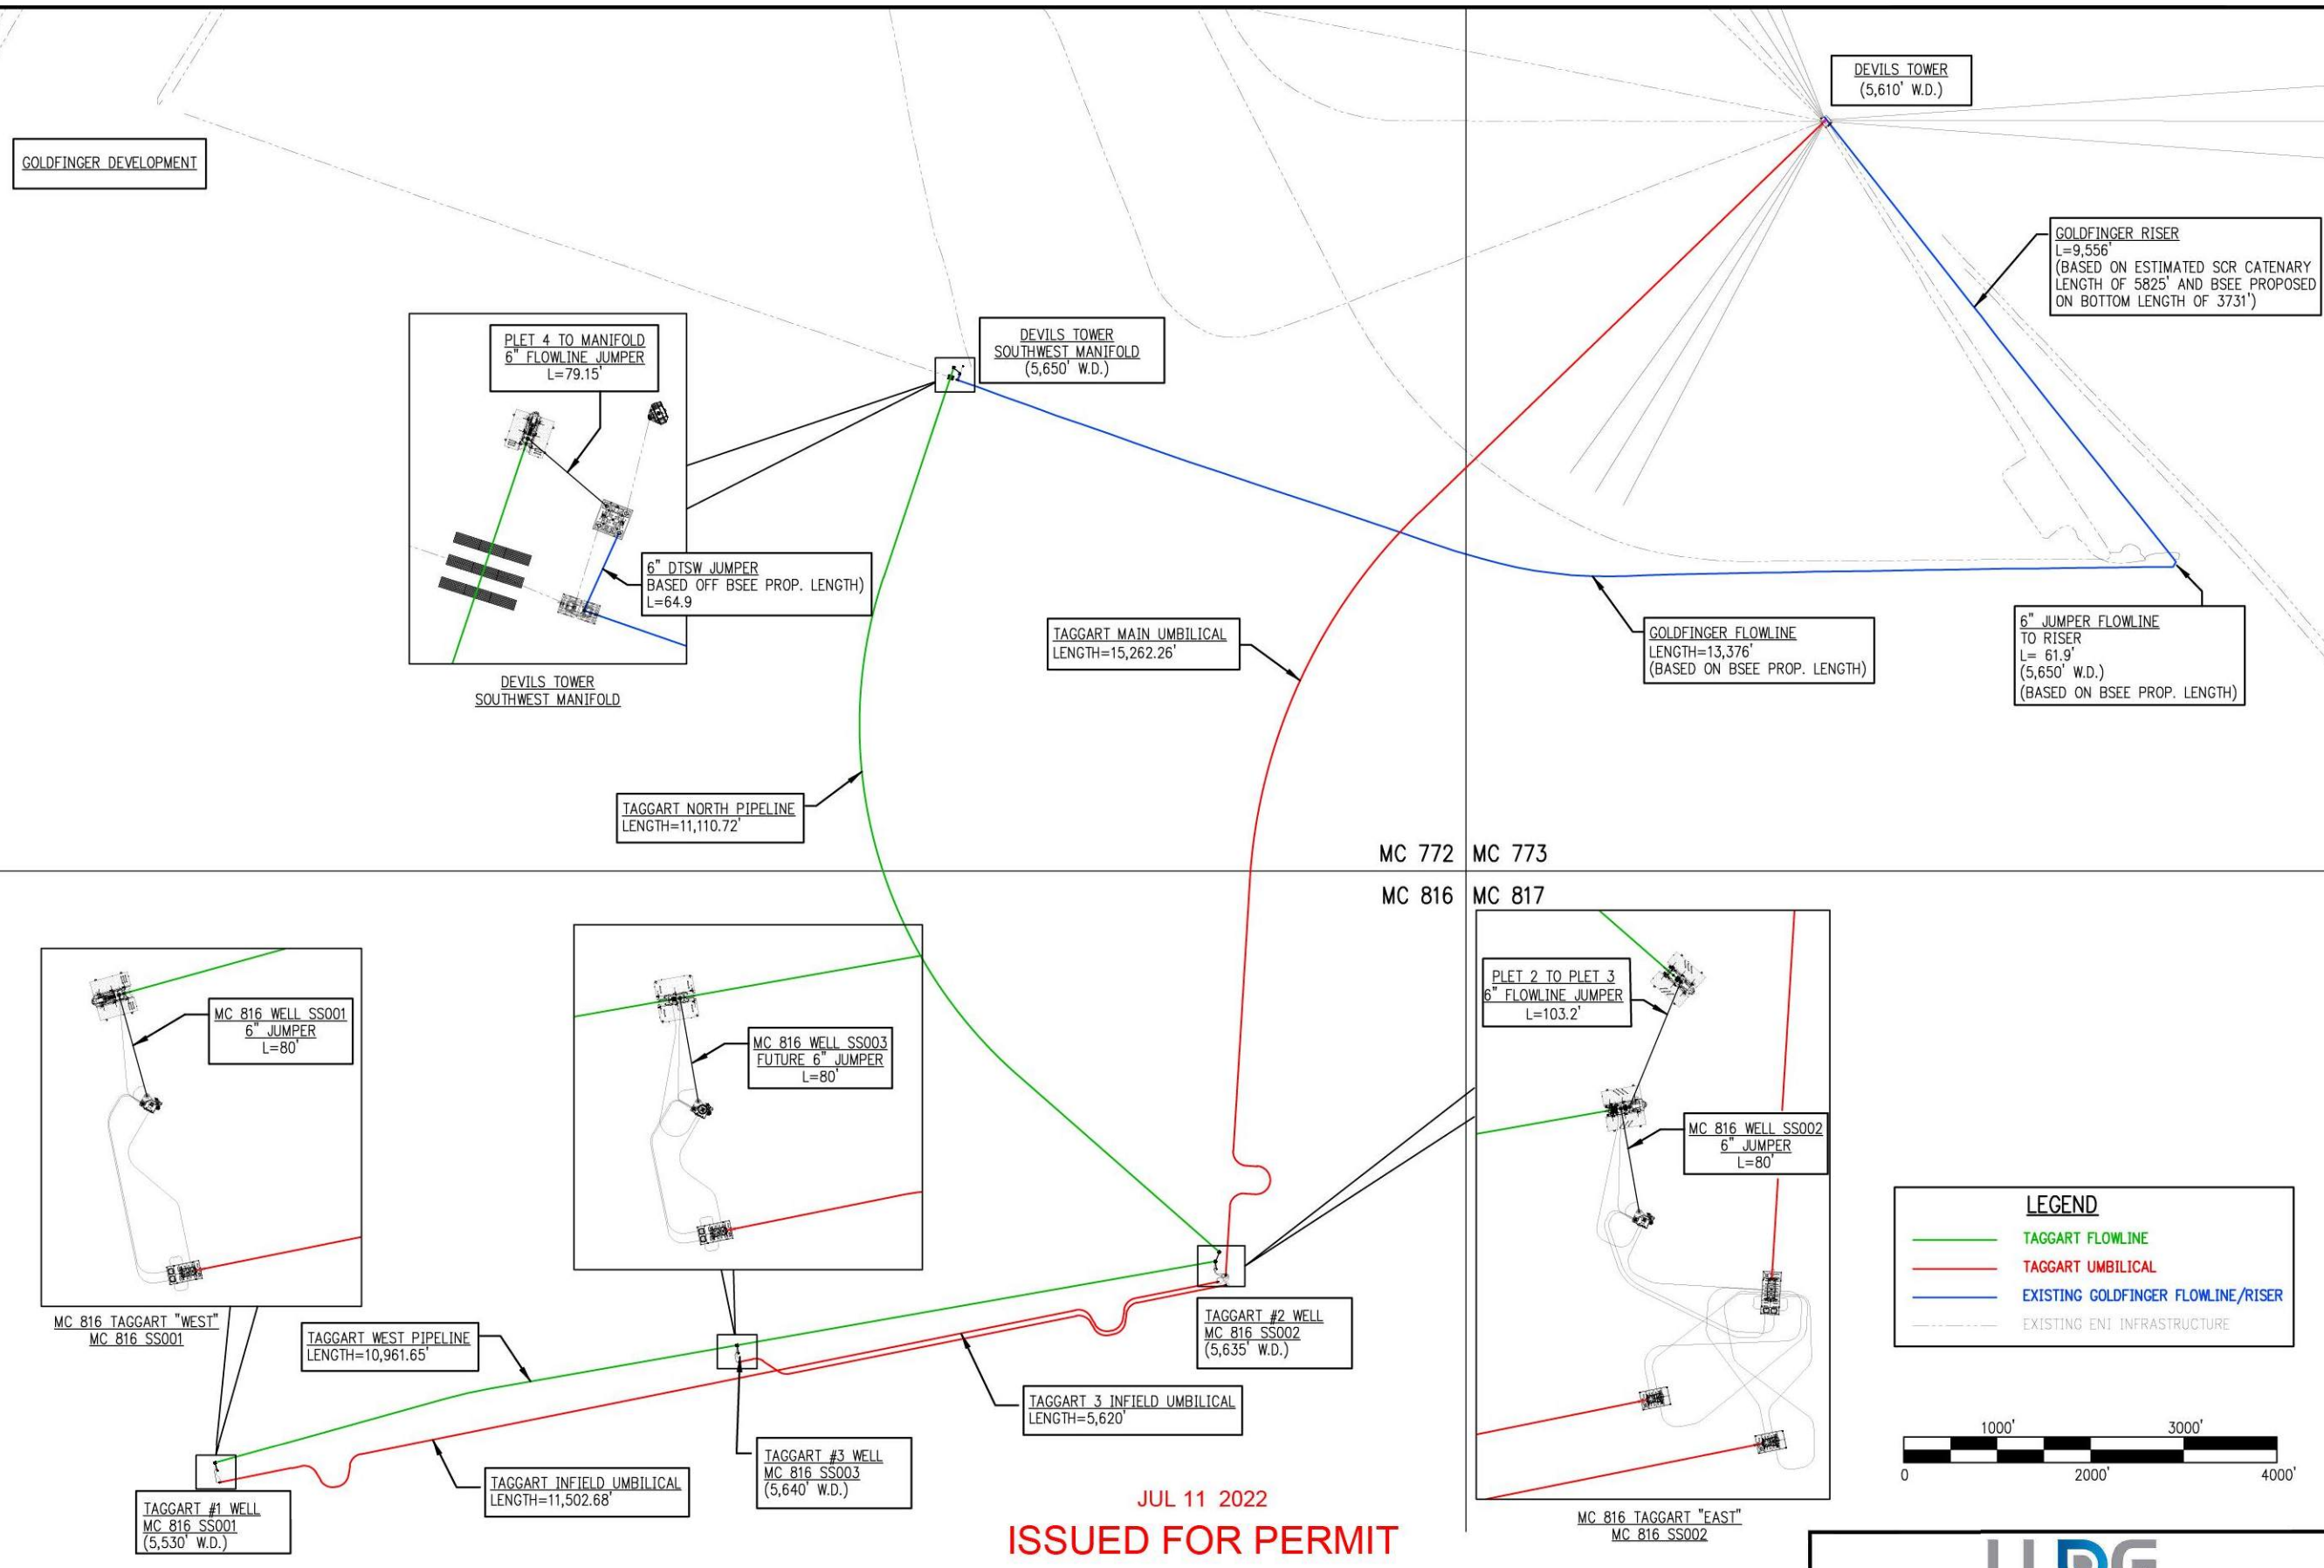 DEVILS TOWER
(5,610' W.D.)
GOLDFINGER DEVELOPMENT
GOLDFINGER RISER
L=9,556'
(BASED ON ESTIMATED SCR CATENARY
LENGTH OF 5825' AND BSEE PROPOSED
ON BOTTOM LENGTH OF 3731')
PLET 4 TO MANIFOLD
6" FLOWLINE JUMPER
L=79.15'
DEVILS TOWER
SOUTHWEST MANIFOLD
(5,650' W.D.)
6" DTSW JUMPER
BASED OFF BSEE PROP. LENGTH)
L=64.9
DEVILS TOWER
SOUTHWEST MANIFOLD
TAGGART MAIN UMBILICAL
LENGTH=15,262.26'
GOLDFINGER FLOWLINE
LENGTH=13,376'
(BASED ON BSEE PROP. LENGTH)
6" JUMPER FLOWLINE
TO RISER
L= 61.9'
(5,650' W.D.)
(BASED ON BSEE PROP. LENGTH)
TAGGART NORTH PIPELINE
LENGTH=11,110.72'
MC 772
MC 773
MC 816
MC 817
MC 816 WELL SS001
6" JUMPER
L=80'
MC 816 TAGGART "WEST"
MC 816 SS001
MC 816 WELL SS003
FUTURE 6" JUMPER
L=80'
PLET 2 TO PLET 3
6" FLOWLINE JUMPER
L=103.2'
MC 816 WELL SS002
6" JUMPER
L=80'
MC 816 TAGGART "EAST"
MC 816 SS002
TAGGART WEST PIPELINE
LENGTH=10,961.65'
TAGGART #2 WELL
MC 816 SS002
(5,635' W.D.)
TAGGART 3 INFIELD UMBILICAL
LENGTH=5,620'
TAGGART #3 WELL
MC 816 SS003
(5,640' W.D.)
TAGGART INFIELD UMBILICAL
LENGTH=11,502.68'
TAGGART #1 WELL
MC 816 SS001
(5,530' W.D.)
LEGEND
TAGGART FLOWLINE
TAGGART UMBILICAL
EXISTING GOLDFINGER FLOWLINE/RISER
EXISTING ENI INFRASTRUCTURE
1000'
3000'
0
2000'
4000'
JUL 11 2022
ISSUED FOR PERMIT